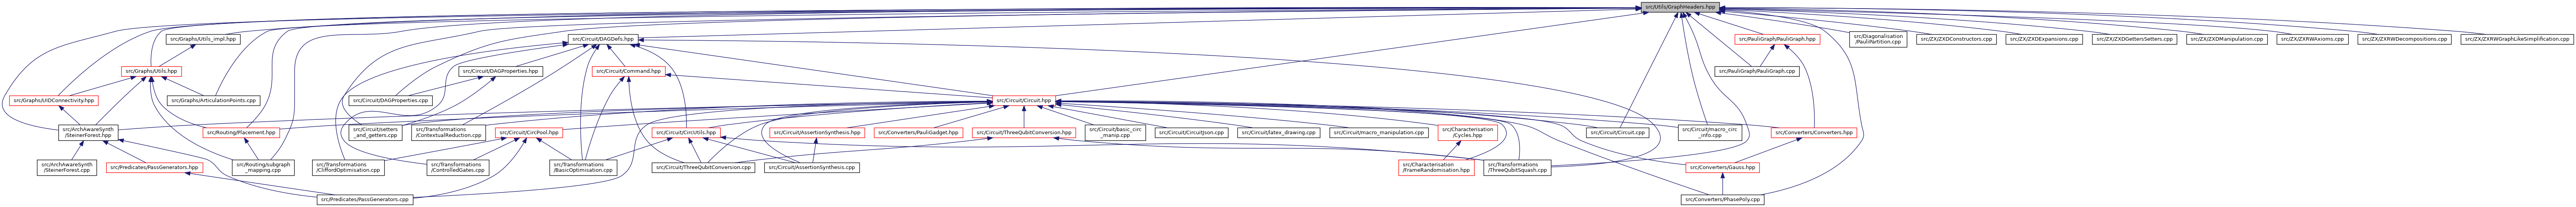 src/Utils/GraphHeaders.hpp
src/Graphs/Utils_impl.hpp
src/Circuit/DAGDefs.hpp
src/PauliGraph/PauliGraph.hpp
src/Diagonalisation
/PauliPartition.cpp
src/ZX/ZXDConstructors.cpp
src/ZX/ZXDExpansions.cpp
src/ZX/ZXDGettersSetters.cpp
src/ZX/ZXDManipulation.cpp
src/ZX/ZXRWAxioms.cpp
src/ZX/ZXRWDecompositions.cpp
src/ZX/ZXRWGraphLikeSimplification.cpp
src/Graphs/Utils.hpp
src/Circuit/DAGProperties.hpp
src/Circuit/Command.hpp
src/PauliGraph/PauliGraph.cpp
src/Graphs/UIDConnectivity.hpp
src/Graphs/ArticulationPoints.cpp
src/Circuit/DAGProperties.cpp
src/Circuit/Circuit.hpp
src/ArchAwareSynth
/SteinerForest.hpp
src/Routing/Placement.hpp
src/Circuit/setters
_and_getters.cpp
src/Transformations
/ContextualReduction.cpp
src/Circuit/CircPool.hpp
src/Circuit/CircUtils.hpp
src/Circuit/AssertionSynthesis.hpp
src/Converters/PauliGadget.hpp
src/Circuit/ThreeQubitConversion.hpp
src/Circuit/basic_circ
_manip.cpp
src/Circuit/CircuitJson.cpp
src/Circuit/latex_drawing.cpp
src/Circuit/macro_manipulation.cpp
src/Characterisation
/Cycles.hpp
src/Circuit/Circuit.cpp
src/Circuit/macro_circ
_info.cpp
src/Converters/Converters.hpp
src/ArchAwareSynth
/SteinerForest.cpp
src/Predicates/PassGenerators.hpp
src/Routing/subgraph
_mapping.cpp
src/Transformations
/CliffordOptimisation.cpp
src/Transformations
/ControlledGates.cpp
src/Transformations
/BasicOptimisation.cpp
src/Circuit/ThreeQubitConversion.cpp
src/Circuit/AssertionSynthesis.cpp
src/Characterisation
/FrameRandomisation.hpp
src/Transformations
/ThreeQubitSquash.cpp
src/Converters/Gauss.hpp
src/Predicates/PassGenerators.cpp
src/Converters/PhasePoly.cpp